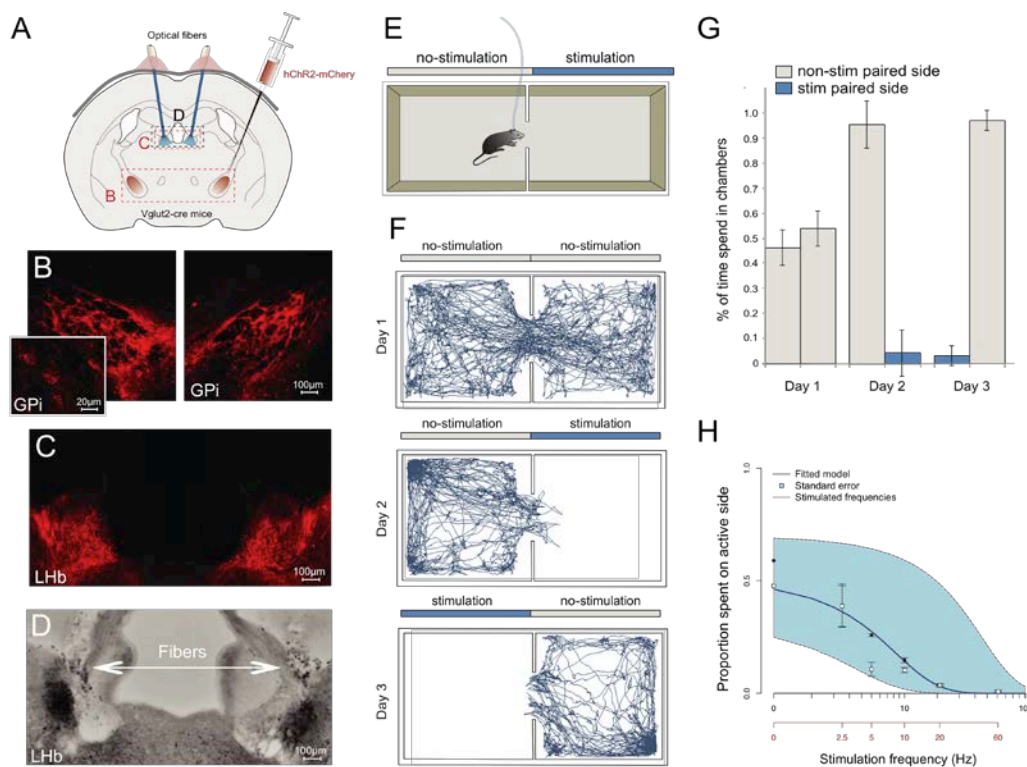 A
Optical fibers
hChR2-mCherry
D
C
B
Vglut2-cre mice
B
GPi
20μm
GPi
100μm
C
LHb
100μm
D
Fibers
LHb
100μm
E
no-stimulation
stimulation
F
no-stimulation
no-stimulation
Day 1
no-stimulation
stimulation
Day 2
stimulation
no-stimulation
Day 3
G
non-stim paired side
stim paired side
% of time spend in chambers
1.0
0.9
0.8
0.7
0.6
0.5
0.4
0.3
0.2
0.1
0
Day 1
Day 2
Day 3
H
Fitted model
Standard error
Stimulated frequencies
Proportion spent on active side
1.0
0.5
0.0
0
10
100
0
2.5
5
10
20
60
Stimulation frequency (Hz)